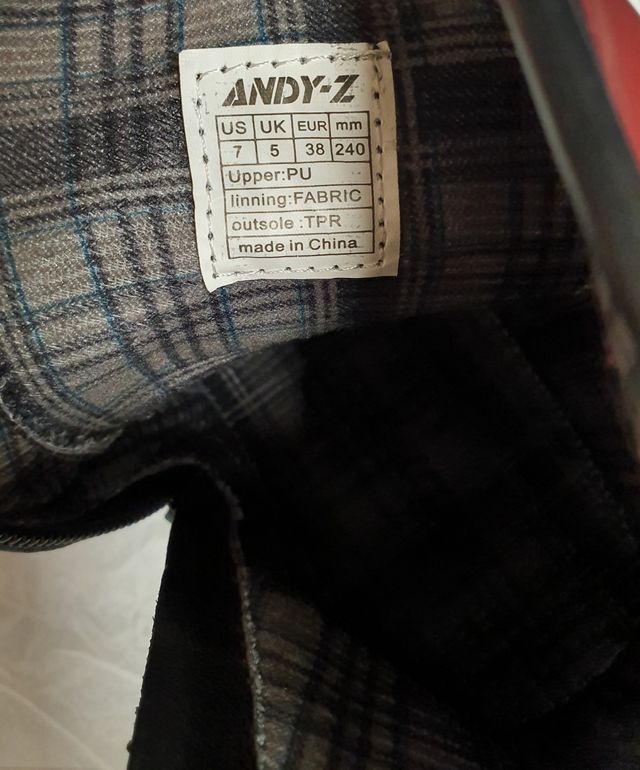 ANDY-Z
US UK EUR mm
7 5 38 240
Upper:PU
linning:FABRIC
outsole :TPR
made in China